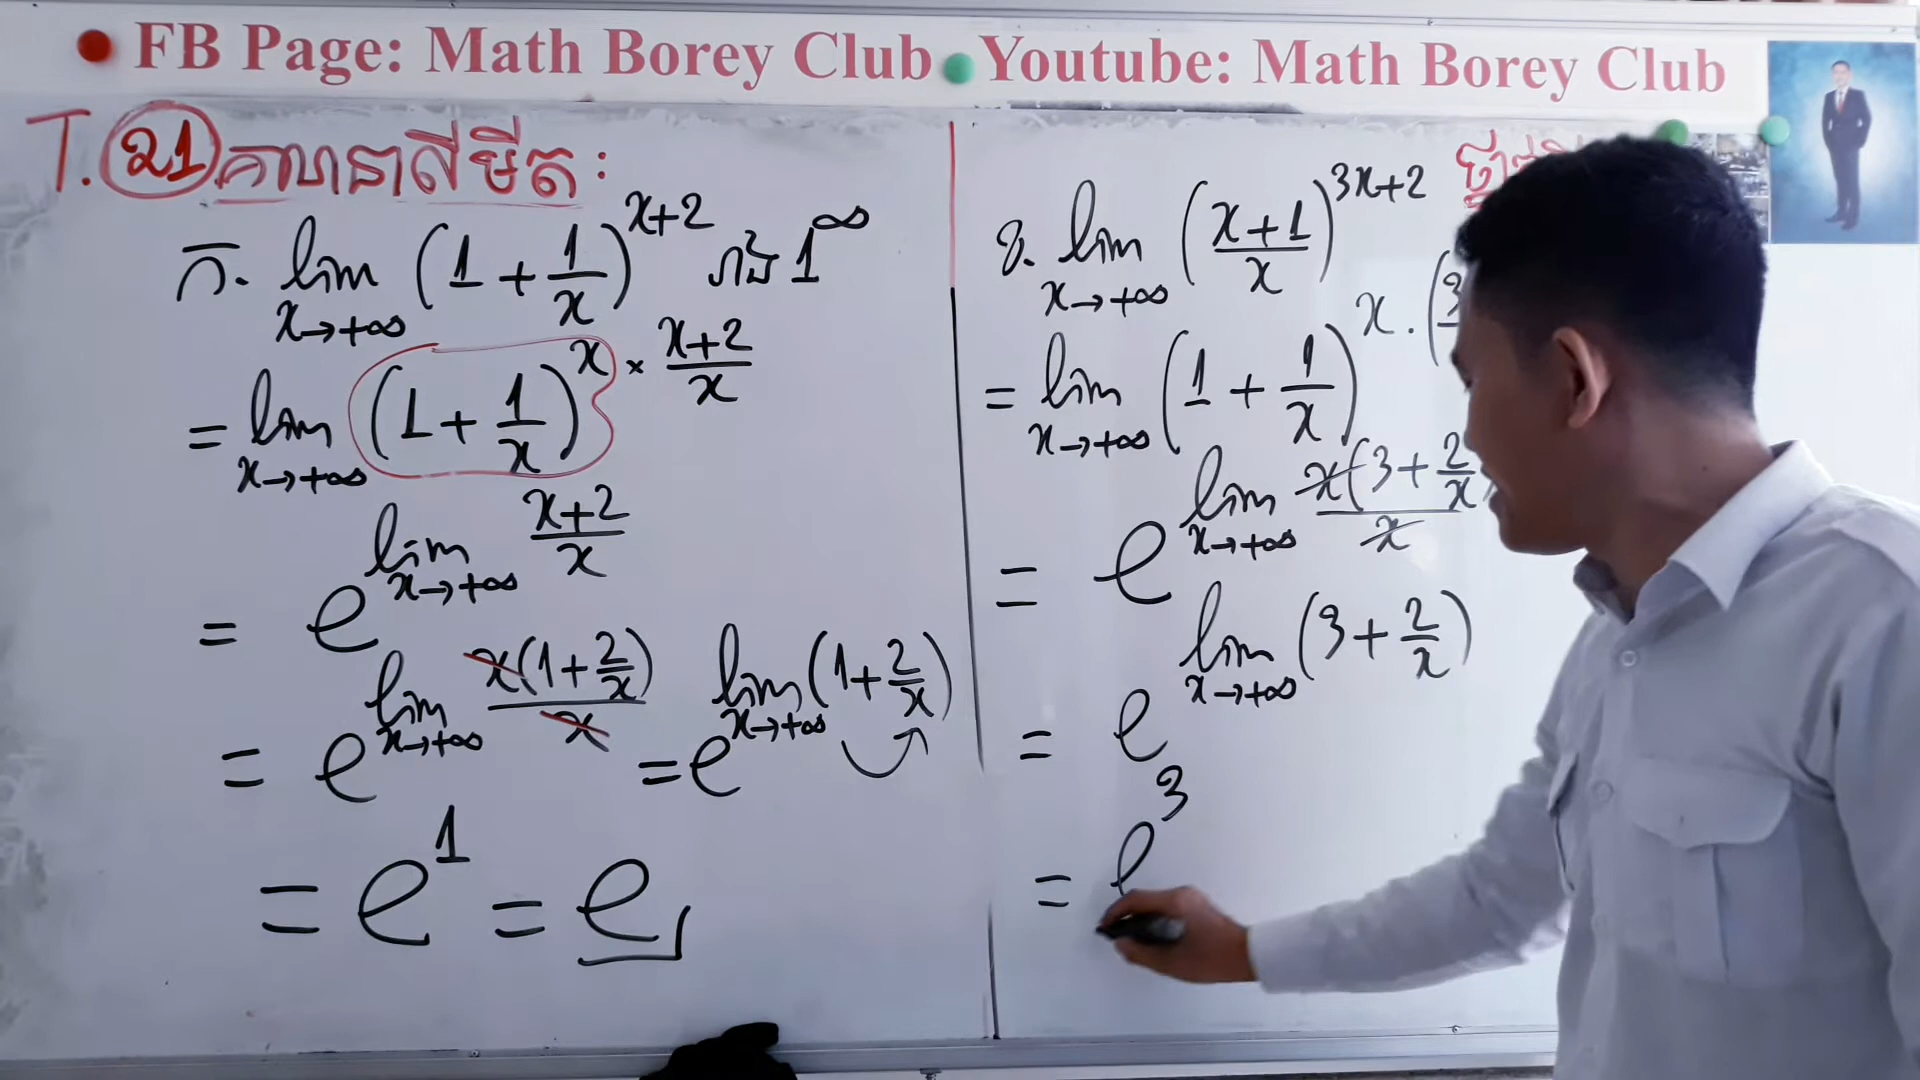 FB Page: Math Borey Club Youtube: Math Borey Club
T. 21 គណនាលីមីត :
ក. lim x→+∞ (1 + 1/x)^(x+2) រាង 1^∞
= lim x→+∞ (1 + 1/x)^(x × (x+2)/x)
= e^(lim x→+∞ (x+2)/x)
= e^(lim x→+∞ x(1+2/x)/x) = e^(lim x→+∞ (1+2/x))
= e^1 = e
ខ. lim x→+∞ ((x+1)/x)^(3x+2)
= lim x→+∞ (1 + 1/x)^(x · (3
= e^(lim x→+∞ x(3+2/x)/x)
= e^(lim x→+∞ (3+2/x))
= e^3